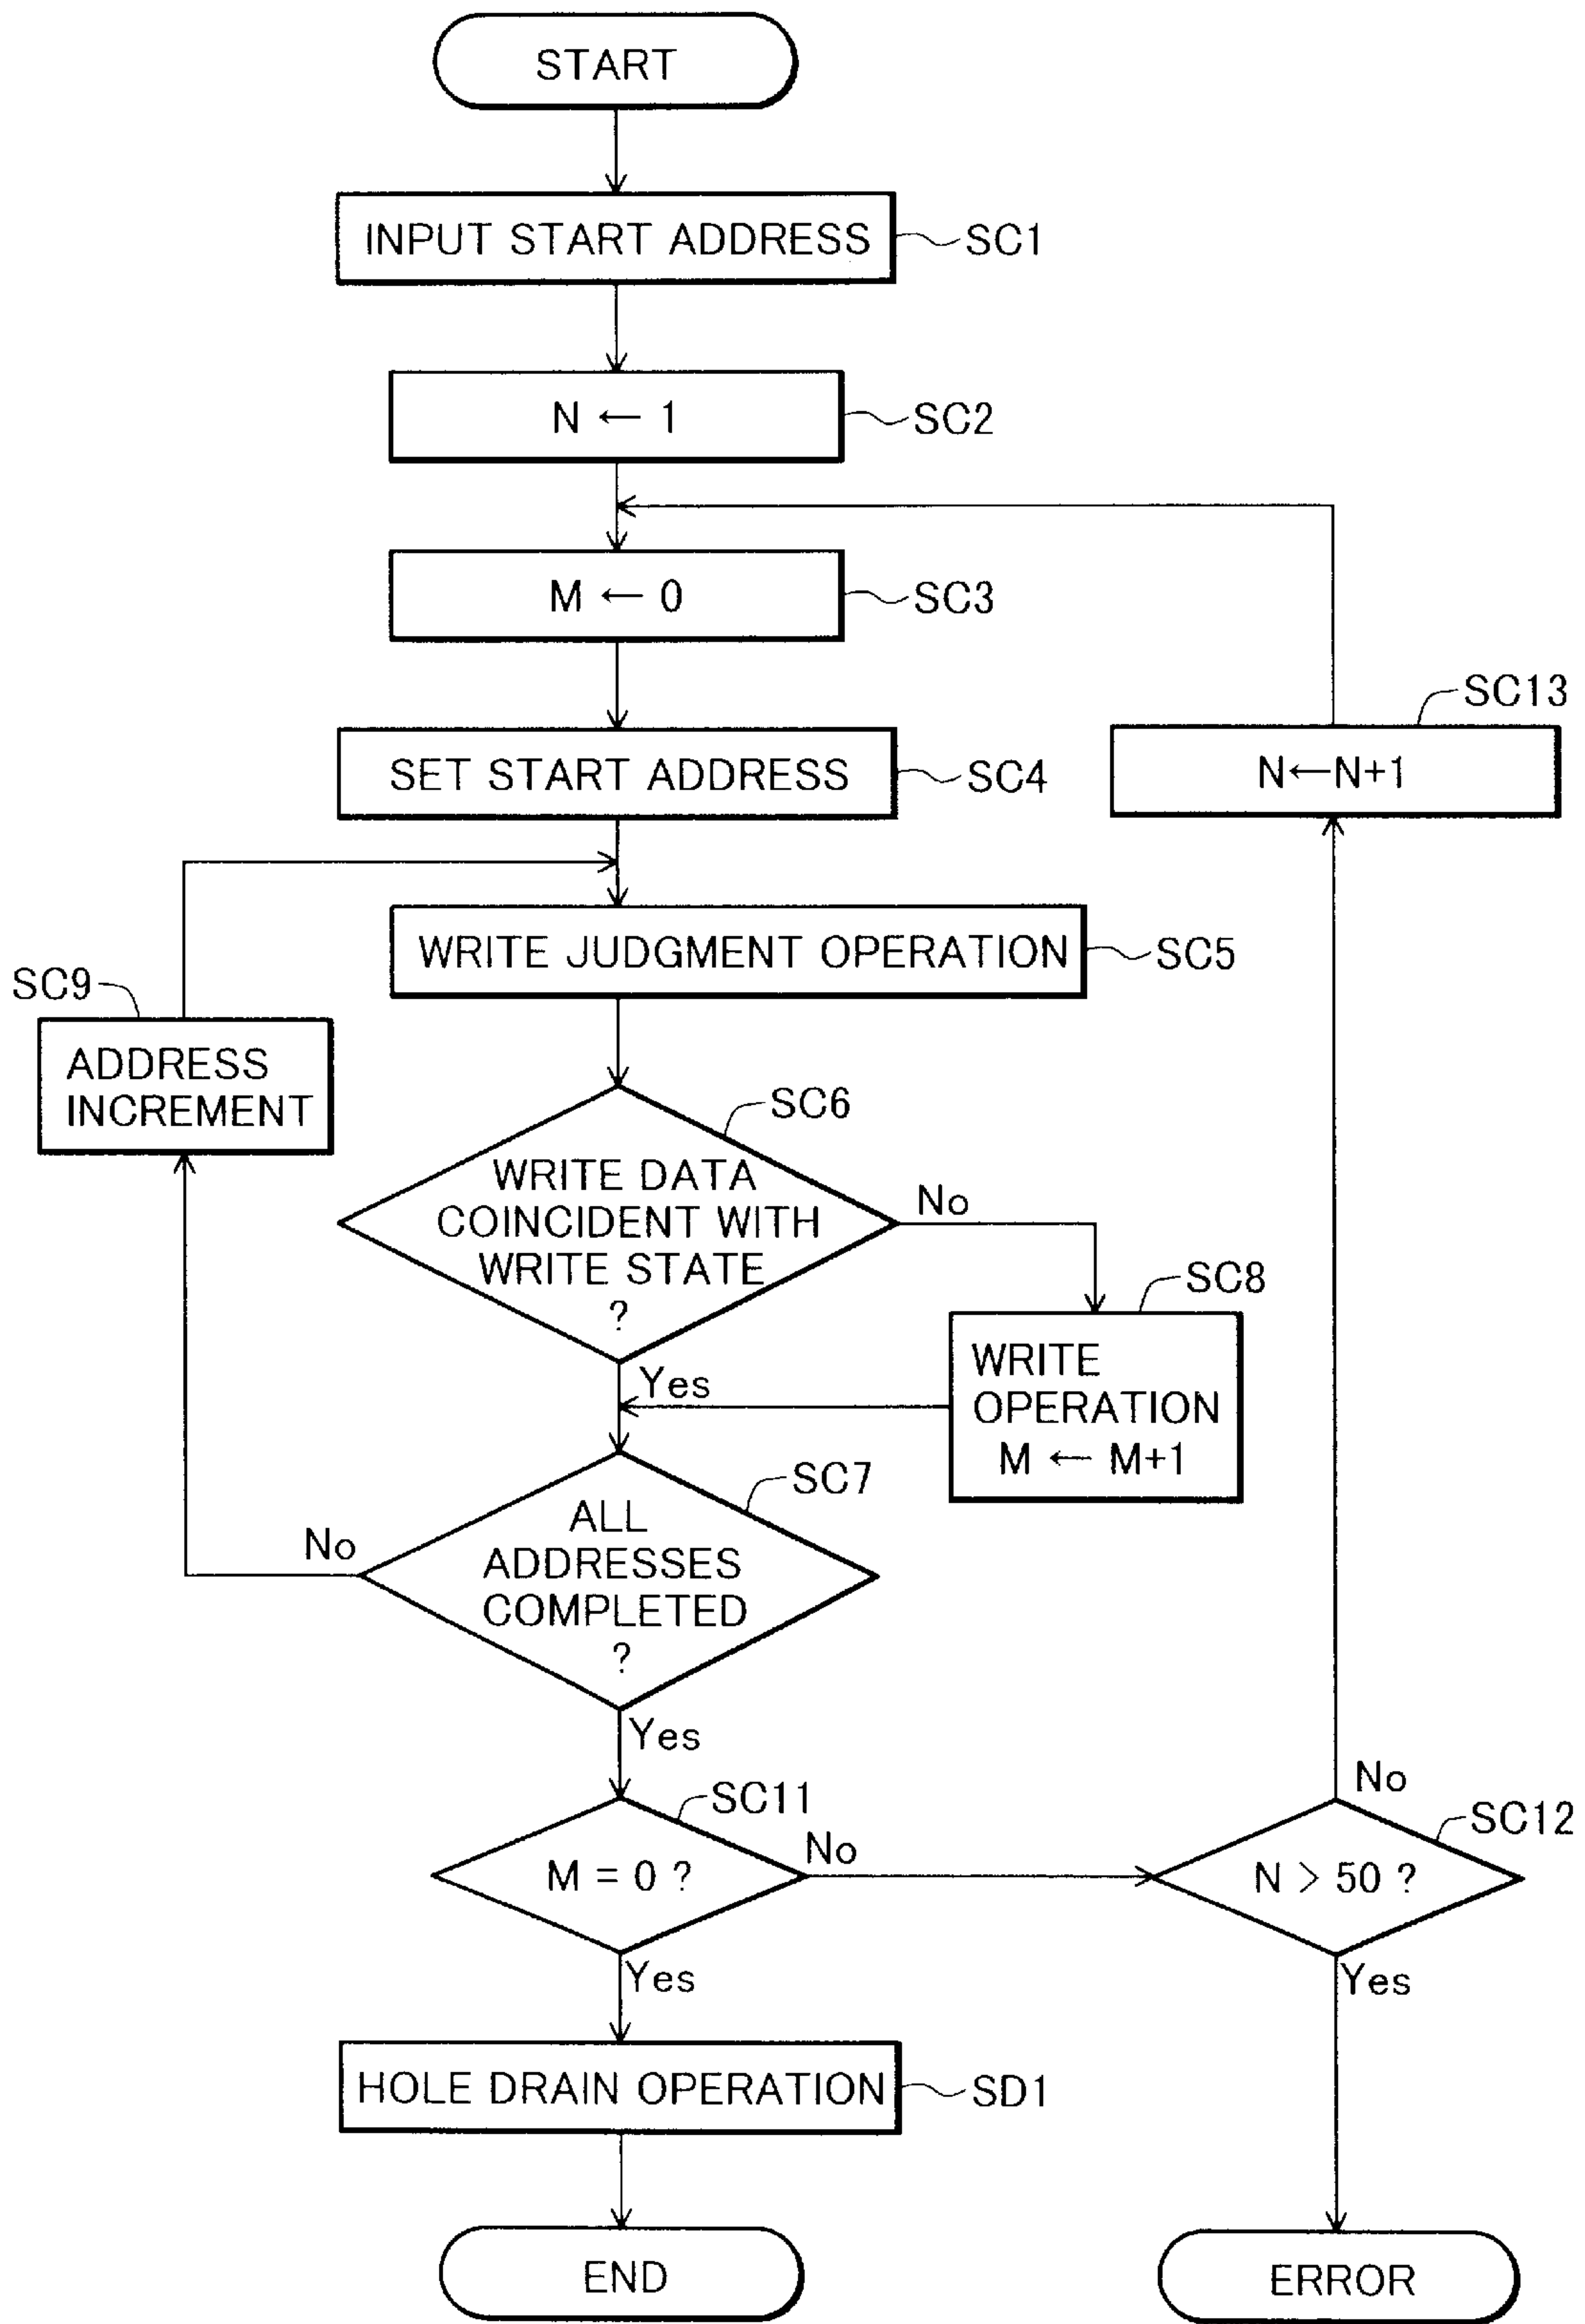 START
INPUT START ADDRESS
SC1
N ← 1
SC2
M ← 0
SC3
SC13
N←N+1
SET START ADDRESS
SC4
WRITE JUDGMENT OPERATION
SC5
SC9
ADDRESS
INCREMENT
SC6
WRITE DATA
COINCIDENT WITH
WRITE STATE
?
No
Yes
SC8
WRITE
OPERATION
M ← M+1
SC7
ALL
ADDRESSES
COMPLETED
?
No
Yes
SC11
M = 0 ?
No
Yes
No
SC12
N > 50 ?
Yes
HOLE DRAIN OPERATION
SD1
END
ERROR